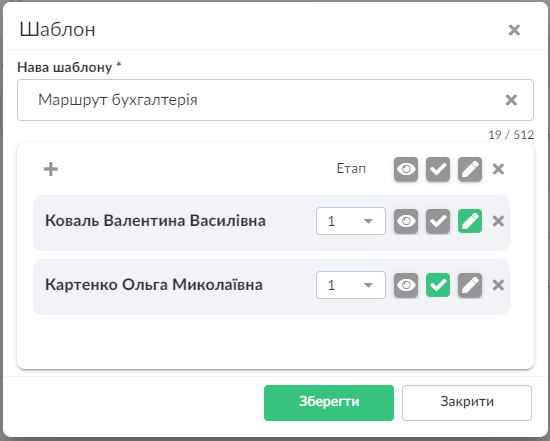 Шаблон
Нава шаблону *
Маршрут бухгалтерія
19 / 512
Етап
Коваль Валентина Василівна 1
Картенко Ольга Миколаївна 1
Зберегти Закрити